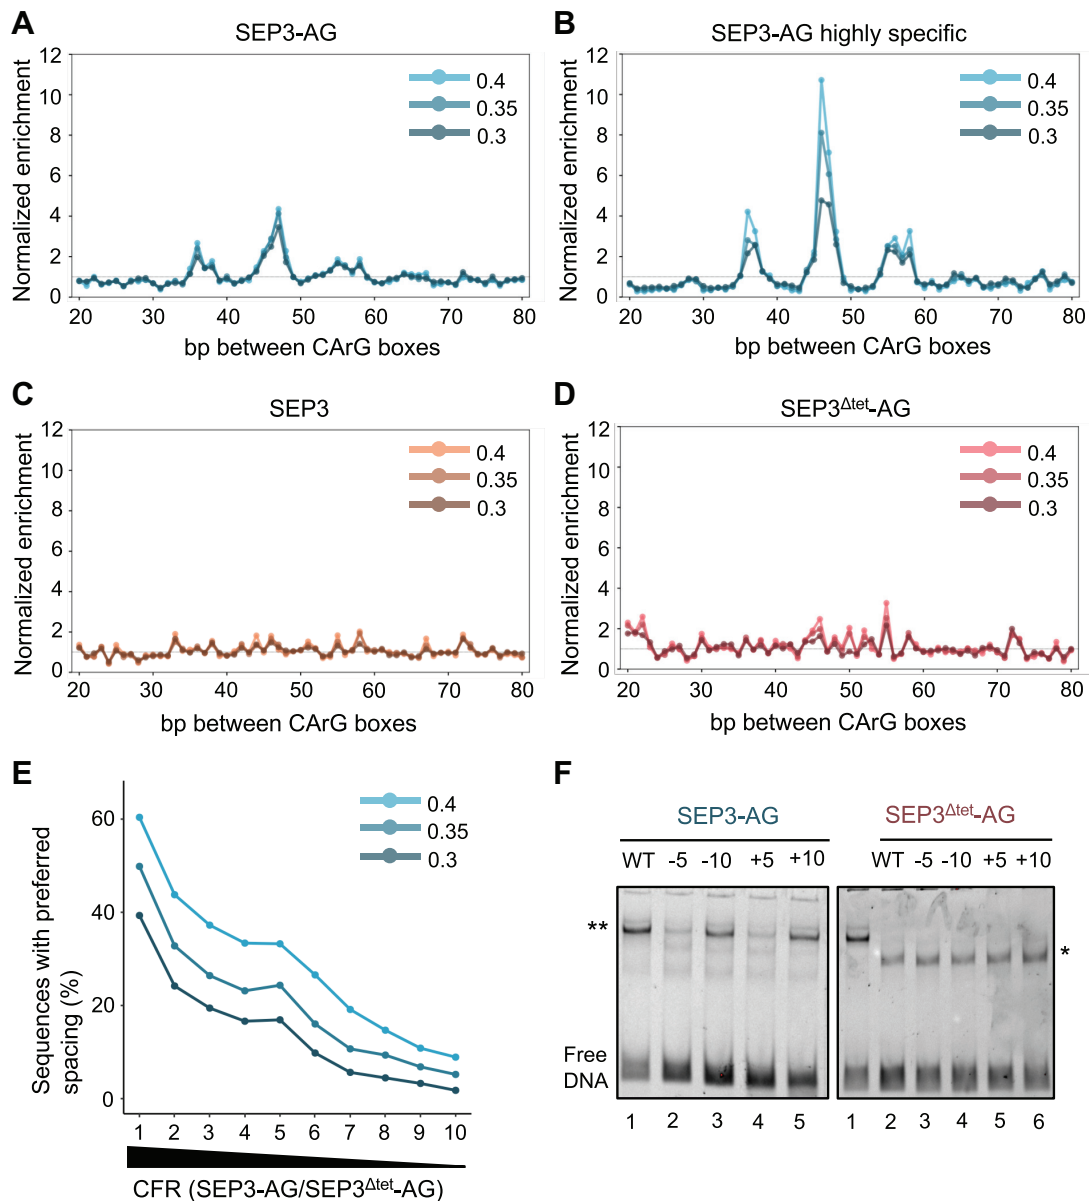 A
SEP3-AG
Normalized enrichment
12
10
8
6
4
2
0
0.4
0.35
0.3
20 30 40 50 60 70 80
bp between CArG boxes
B
SEP3-AG highly specific
Normalized enrichment
12
10
8
6
4
2
0
0.4
0.35
0.3
20 30 40 50 60 70 80
bp between CArG boxes
C
SEP3
Normalized enrichment
12
10
8
6
4
2
0
0.4
0.35
0.3
20 30 40 50 60 70 80
bp between CArG boxes
D
SEP3Δtet-AG
Normalized enrichment
12
10
8
6
4
2
0
0.4
0.35
0.3
20 30 40 50 60 70 80
bp between CArG boxes
E
Sequences with preferred
spacing (%)
60
40
20
0
0.4
0.35
0.3
1 2 3 4 5 6 7 8 9 10
CFR (SEP3-AG/SEP3Δtet-AG)
F
SEP3-AG
WT -5 -10 +5 +10
**
Free
DNA
1 2 3 4 5
SEP3Δtet-AG
WT -5 -10 +5 +10
*
1 2 3 4 5 6